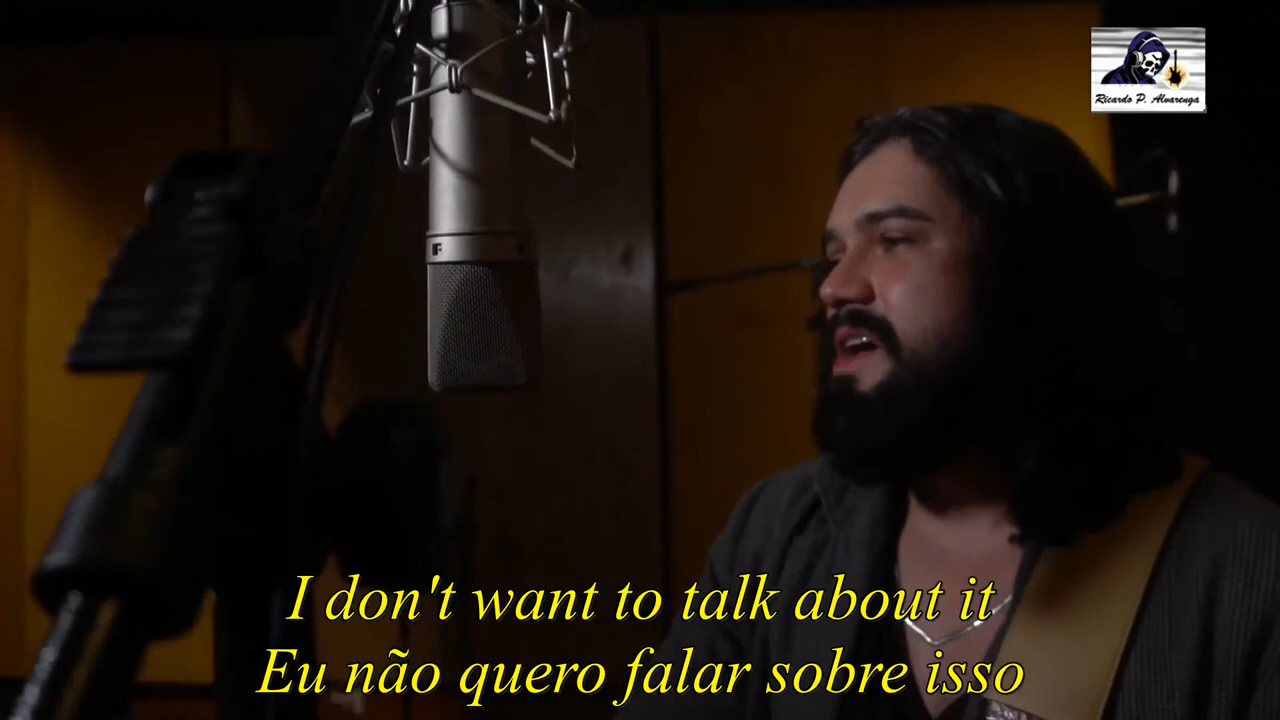 Ricardo P. Alvarenga
I don't want to talk about it
Eu não quero falar sobre isso